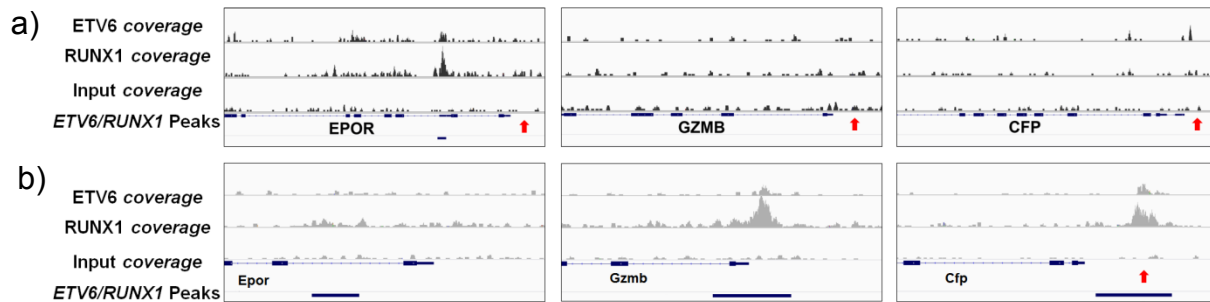 a)
ETV6 coverage
RUNX1 coverage
Input coverage
ETV6/RUNX1 Peaks
EPOR
GZMB
CFP
b)
ETV6 coverage
RUNX1 coverage
Input coverage
ETV6/RUNX1 Peaks
Epor
Gzmb
Cfp